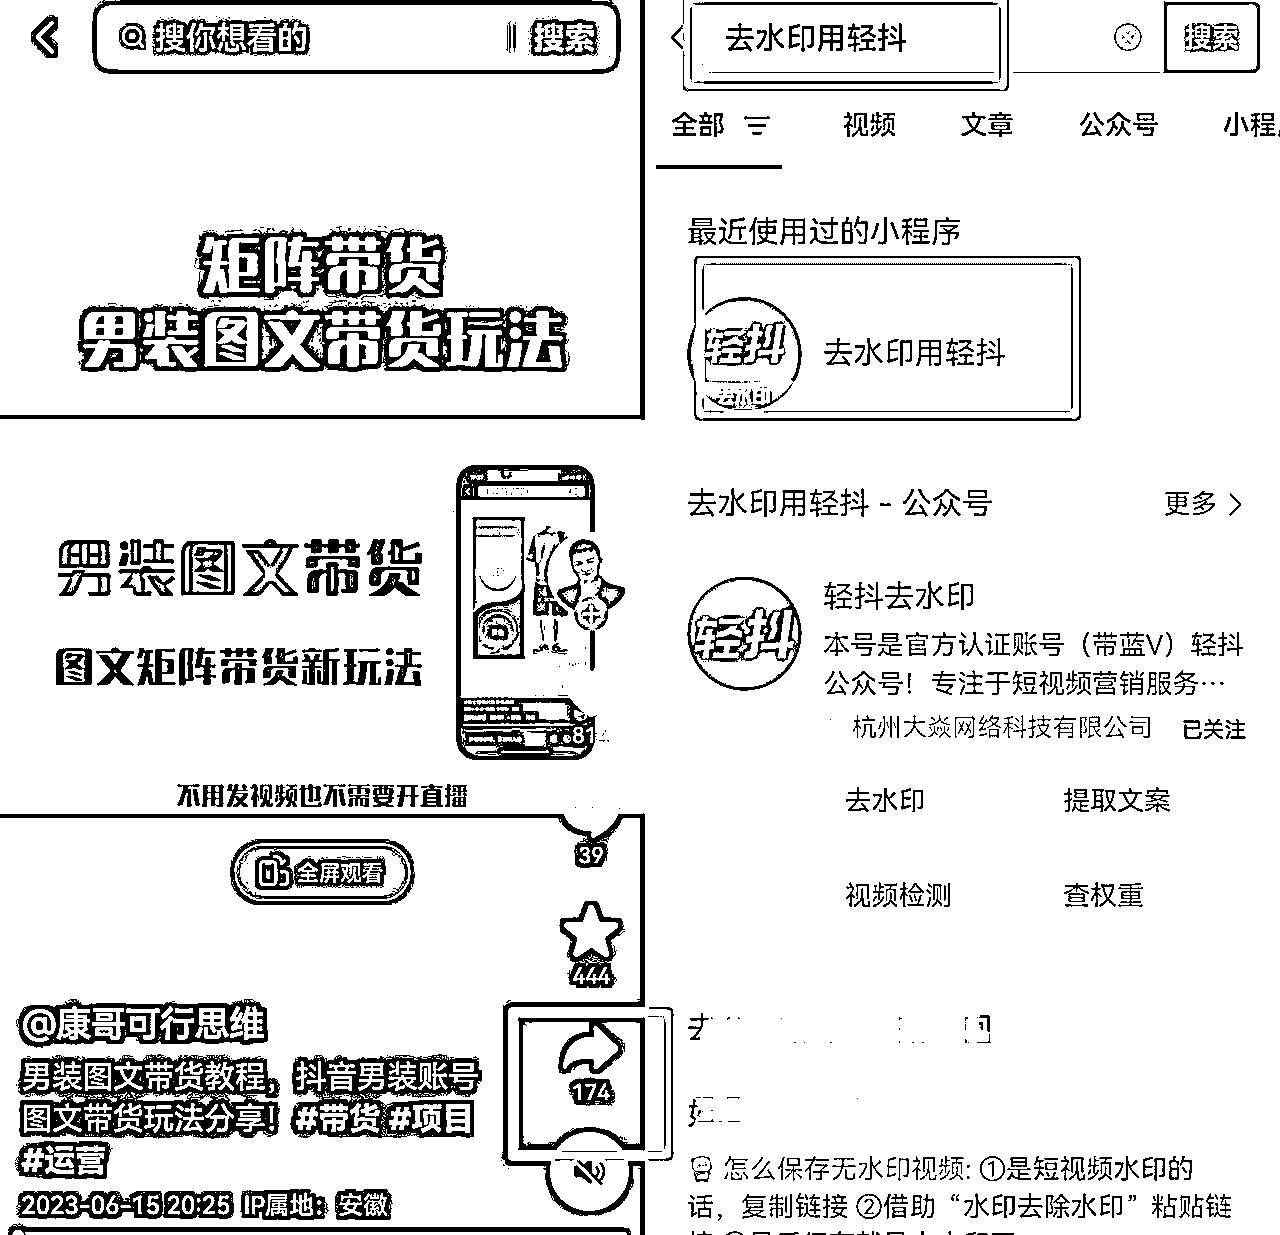 搜你想看的 搜索
矩阵带货
男装图文带货玩法
男装图文带货
图文矩阵带货新玩法
814
不用发视频也不需要开直播
39
全屏观看
444
@康哥可行思维
174
男装图文带货教程，抖音男装账号
图文带货玩法分享！#带货 #项目
#运营
2023-06-15 20:25 IP属地：安徽
去水印用轻抖 搜索
全部 视频 文章 公众号 小程
最近使用过的小程序
轻抖
去水印
去水印用轻抖
去水印用轻抖 - 公众号 更多
轻抖
轻抖去水印
本号是官方认证账号（带蓝V）轻抖
公众号！专注于短视频营销服务…
杭州大焱网络科技有限公司 已关注
去水印 提取文案
视频检测 查权重
怎么保存无水印视频: ①是短视频水印的
话，复制链接 ②借助“水印去除水印”粘贴链